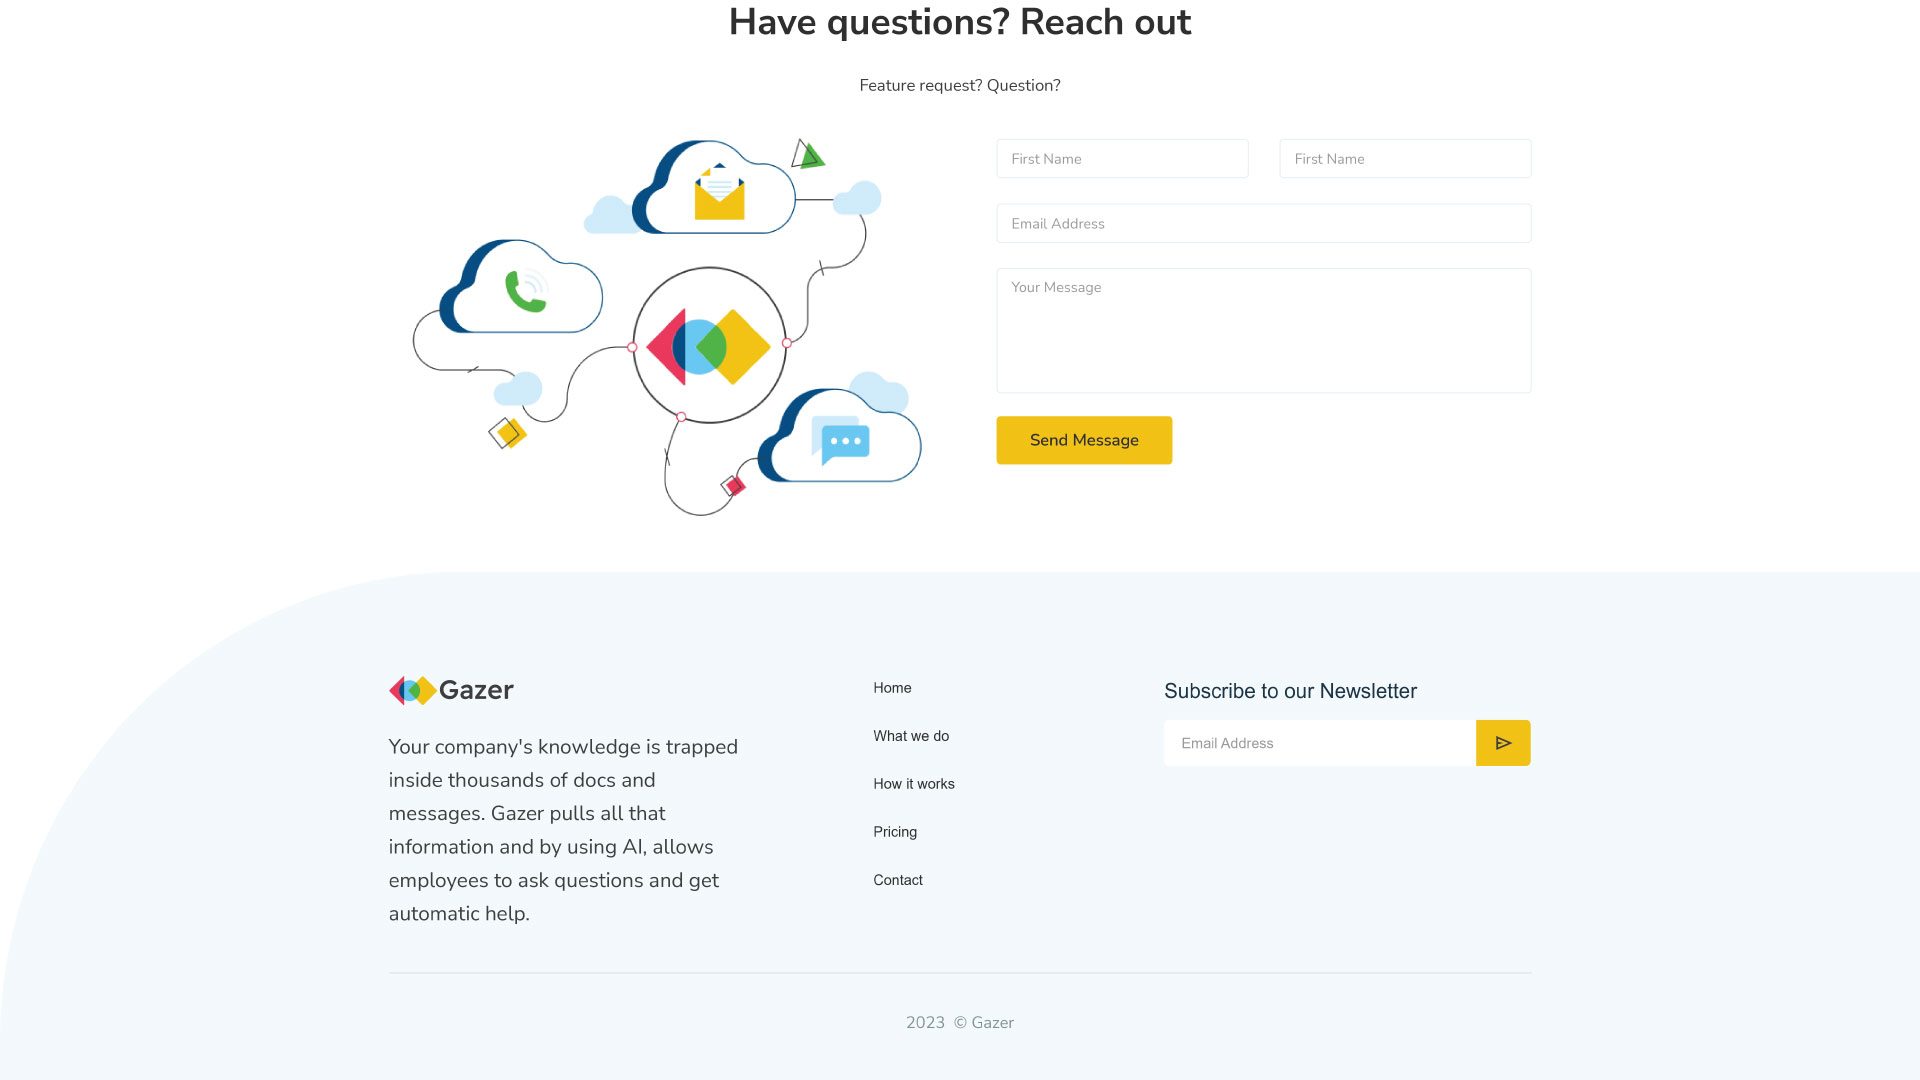 Have questions? Reach out
Feature request? Question?
First Name
First Name
Email Address
Your Message
Send Message
Gazer
Your company's knowledge is trapped
inside thousands of docs and
messages. Gazer pulls all that
information and by using AI, allows
employees to ask questions and get
automatic help.
Home
What we do
How it works
Pricing
Contact
Subscribe to our Newsletter
Email Address
2023 © Gazer